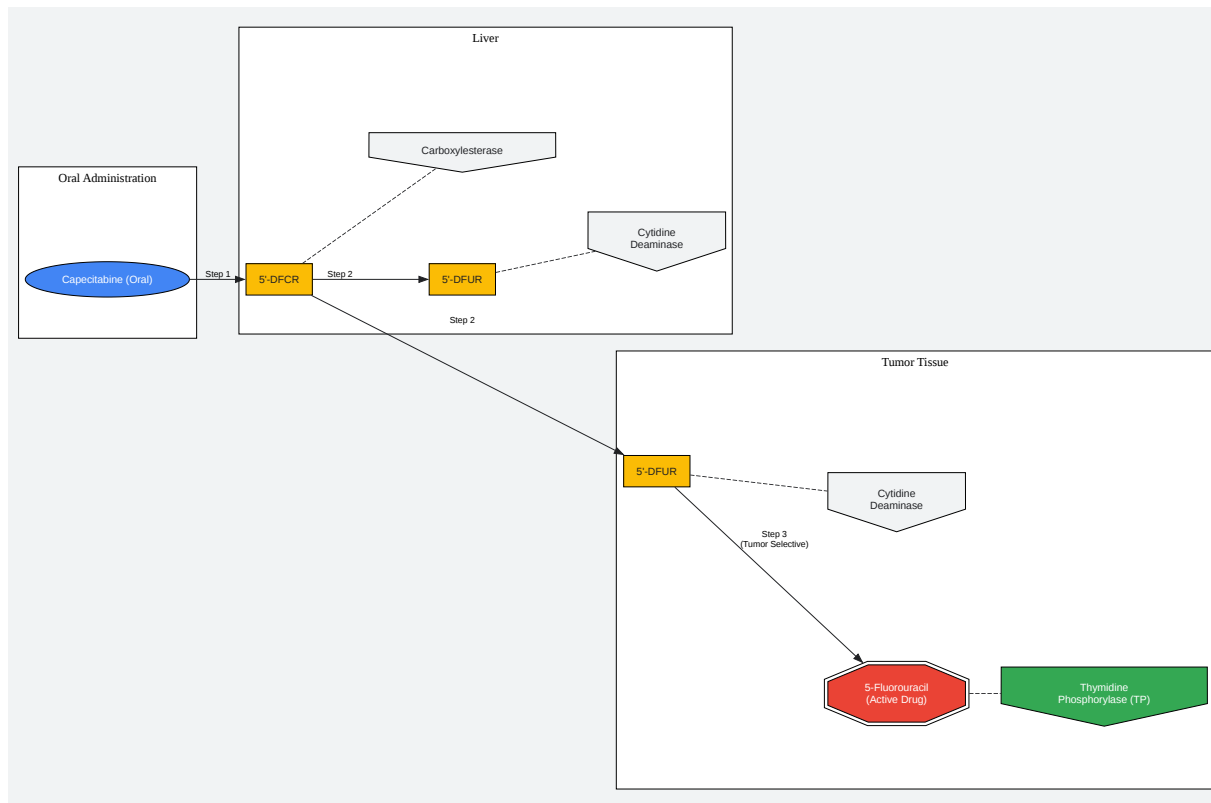 Liver
Carboxylesterase
Oral Administration
Cytidine
Deaminase
Capecitabine (Oral)
Step 1
5'-DFCR
Step 2
5'-DFUR
Step 2
Tumor Tissue
5'-DFUR
Cytidine
Deaminase
Step 3
(Tumor Selective)
5-Fluorouracil
(Active Drug)
Thymidine
Phosphorylase (TP)